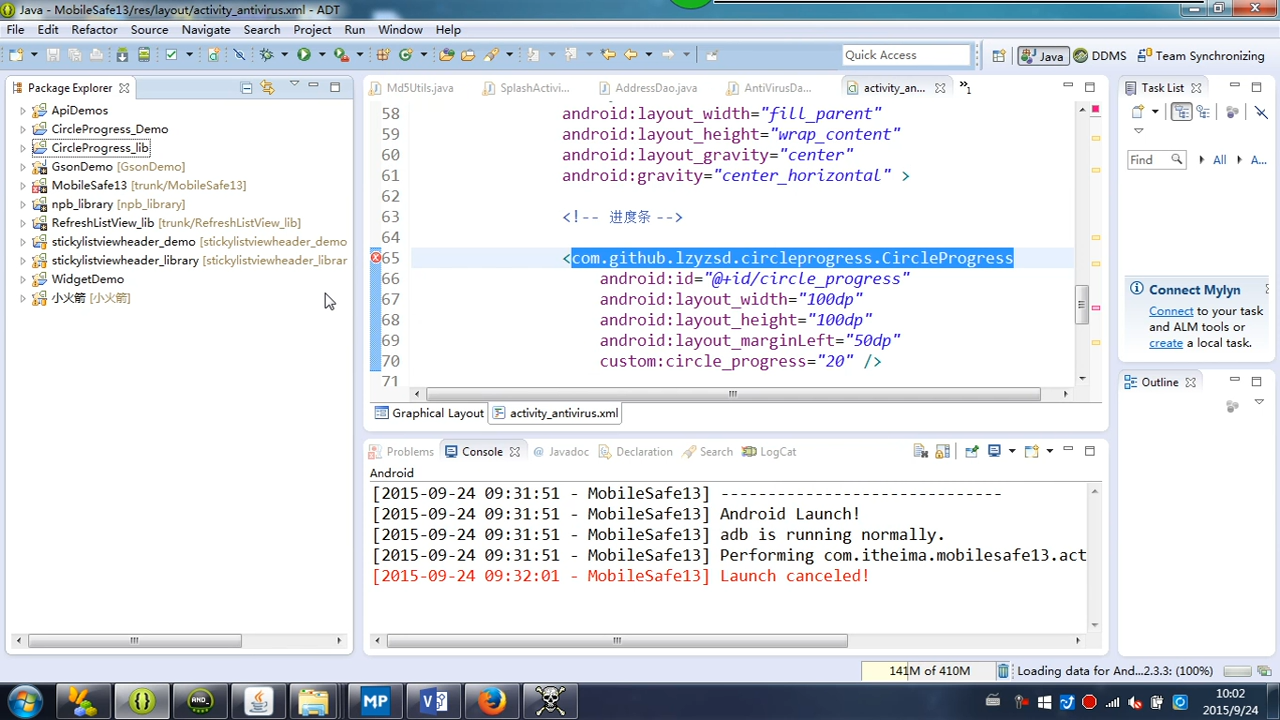 Java - MobileSafe13/res/layout/activity_antivirus.xml - ADT
File Edit Refactor Source Navigate Search Project Run Window Help
Quick Access
Java
DDMS
Team Synchronizing
Package Explorer
ApiDemos
CircleProgress_Demo
CircleProgress_lib
GsonDemo [GsonDemo]
MobileSafe13 [trunk/MobileSafe13]
npb_library [npb_library]
RefreshListView_lib [trunk/RefreshListView_lib]
stickylistviewheader_demo [stickylistviewheader_demo
stickylistviewheader_library [stickylistviewheader_librar
WidgetDemo
小火箭 [小火箭]
Md5Utils.java
SplashActivi...
AddressDao.java
AntiVirusDa...
activity_an...
»1
58 android:layout_width="fill_parent"
59 android:layout_height="wrap_content"
60 android:layout_gravity="center"
61 android:gravity="center_horizontal" >
62
63 <!-- 进度条 -->
64
65 <com.github.lzyzsd.circleprogress.CircleProgress
66 android:id="@+id/circle_progress"
67 android:layout_width="100dp"
68 android:layout_height="100dp"
69 android:layout_marginLeft="50dp"
70 custom:circle_progress="20" />
71
Graphical Layout
activity_antivirus.xml
Problems
Console
Javadoc
Declaration
Search
LogCat
Android
[2015-09-24 09:31:51 - MobileSafe13] ------------------------------
[2015-09-24 09:31:51 - MobileSafe13] Android Launch!
[2015-09-24 09:31:51 - MobileSafe13] adb is running normally.
[2015-09-24 09:31:51 - MobileSafe13] Performing com.itheima.mobilesafe13.act
[2015-09-24 09:32:01 - MobileSafe13] Launch canceled!
Task List
Find
All
A...
Connect Mylyn
Connect to your task
and ALM tools or
create a local task.
Outline
141M of 410M
Loading data for And...2.3.3: (100%)
AND_
MP
10:02
2015/9/24